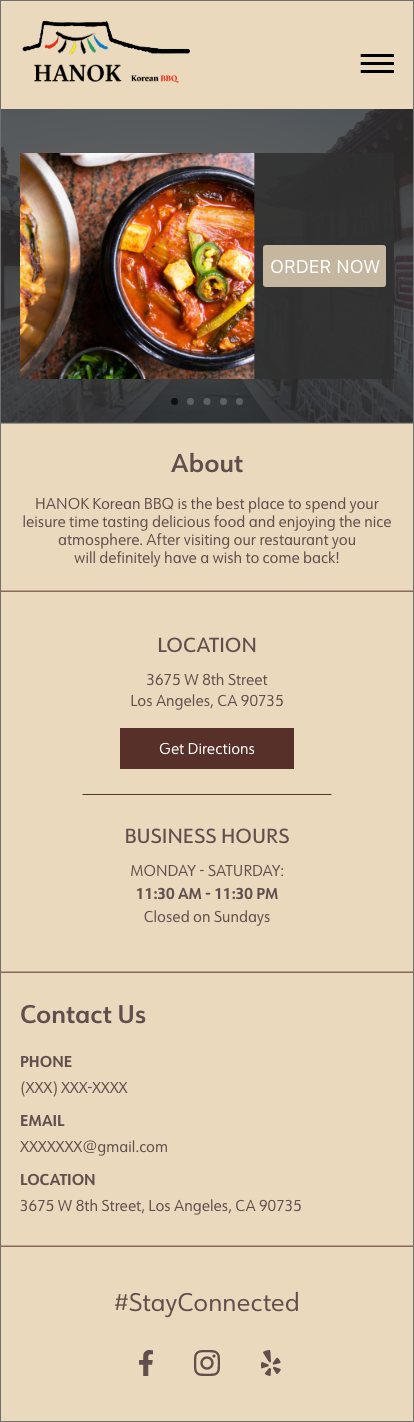 HANOK Korean BBQ
ORDER NOW
About
HANOK Korean BBQ is the best place to spend your
leisure time tasting delicious food and enjoying the nice
atmosphere. After visiting our restaurant you
will definitely have a wish to come back!
LOCATION
3675 W 8th Street
Los Angeles, CA 90735
Get Directions
BUSINESS HOURS
MONDAY - SATURDAY:
11:30 AM - 11:30 PM
Closed on Sundays
Contact Us
PHONE
(XXX) XXX-XXXX
EMAIL
XXXXXXX@gmail.com
LOCATION
3675 W 8th Street, Los Angeles, CA 90735
#StayConnected